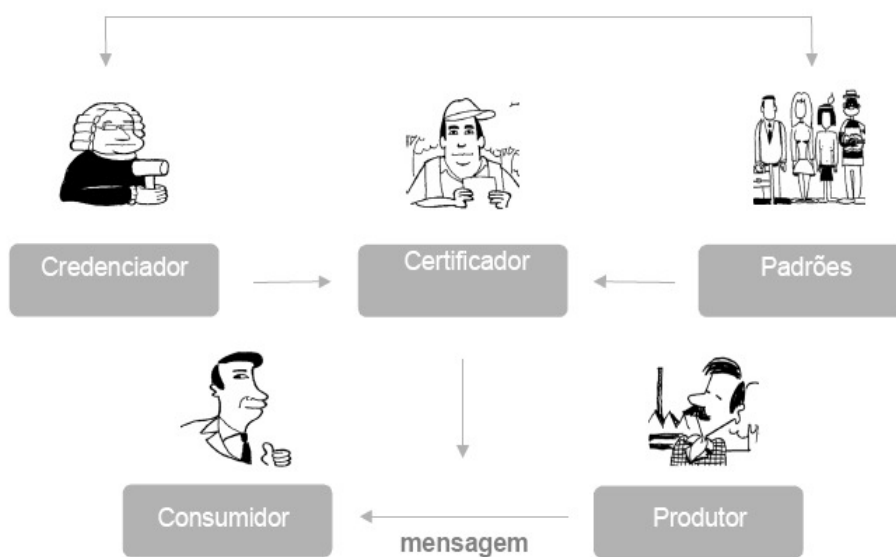 Credenciador
Certificador
Padrões
Consumidor
mensagem
Produtor